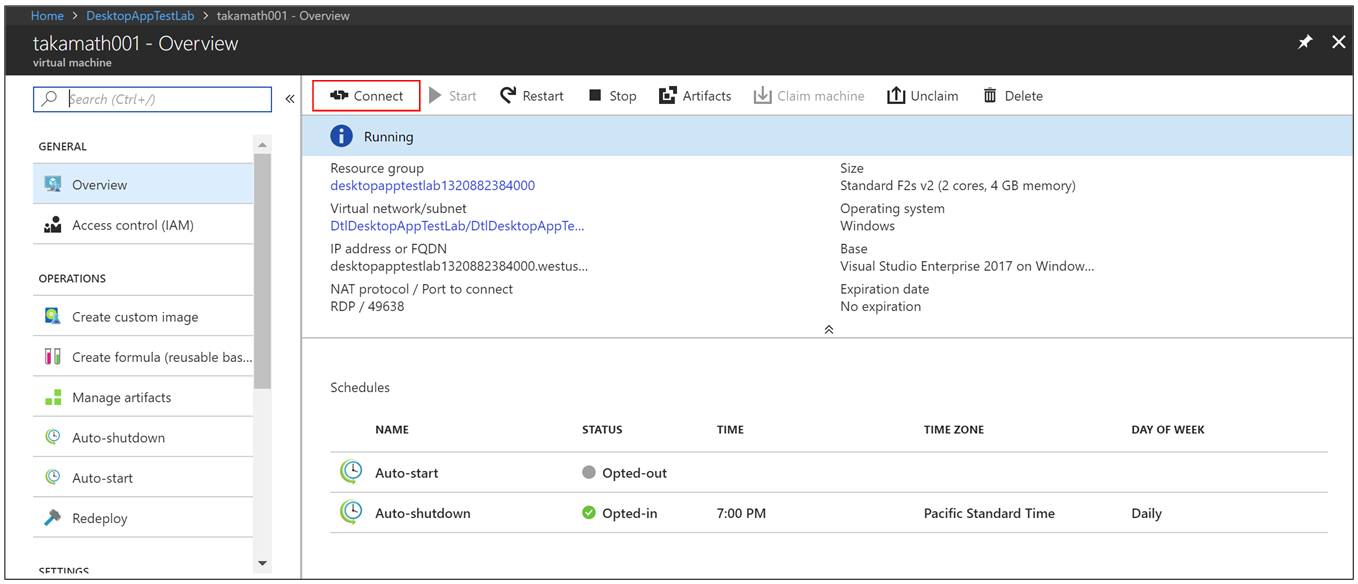 Home > DesktopAppTestLab > takamath001 - Overview
takamath001 - Overview
virtual machine
Search (Ctrl+/)
«
GENERAL
Overview
Access control (IAM)
OPERATIONS
Create custom image
Create formula (reusable bas...
Manage artifacts
Auto-shutdown
Auto-start
Redeploy
SETTINGS
Connect Start Restart Stop Artifacts Claim machine Unclaim Delete
Running
Resource group
desktopapptestlab1320882384000
Virtual network/subnet
DtlDesktopAppTestLab/DtlDesktopAppTe...
IP address or FQDN
desktopapptestlab1320882384000.westus...
NAT protocol / Port to connect
RDP / 49638
Size
Standard F2s v2 (2 cores, 4 GB memory)
Operating system
Windows
Base
Visual Studio Enterprise 2017 on Window...
Expiration date
No expiration
Schedules
NAME STATUS TIME TIME ZONE DAY OF WEEK
Auto-start Opted-out
Auto-shutdown Opted-in 7:00 PM Pacific Standard Time Daily